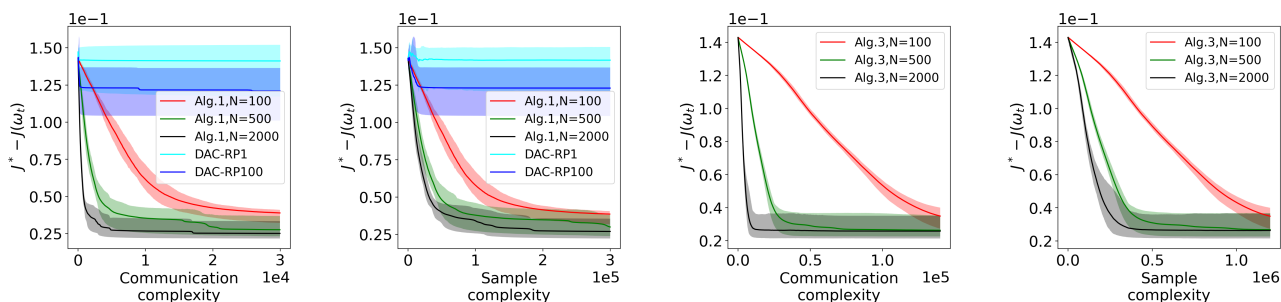 1e−1
J* − J(ω_t)
1.50
1.25
1.00
0.75
0.50
0.25
Alg.1,N=100
Alg.1,N=500
Alg.1,N=2000
DAC-RP1
DAC-RP100
0
1
2
3
1e4
Communication
complexity
1e−1
J* − J(ω_t)
1.50
1.25
1.00
0.75
0.50
0.25
Alg.1,N=100
Alg.1,N=500
Alg.1,N=2000
DAC-RP1
DAC-RP100
0
1
2
3
1e5
Sample
complexity
1e−1
J* − J(ω_t)
1.4
1.2
1.0
0.8
0.6
0.4
0.2
Alg.3,N=100
Alg.3,N=500
Alg.3,N=2000
0.0
0.5
1.0
1e5
Communication
complexity
1e−1
J* − J(ω_t)
1.4
1.2
1.0
0.8
0.6
0.4
0.2
Alg.3,N=100
Alg.3,N=500
Alg.3,N=2000
0.0
0.5
1.0
1e6
Sample
complexity